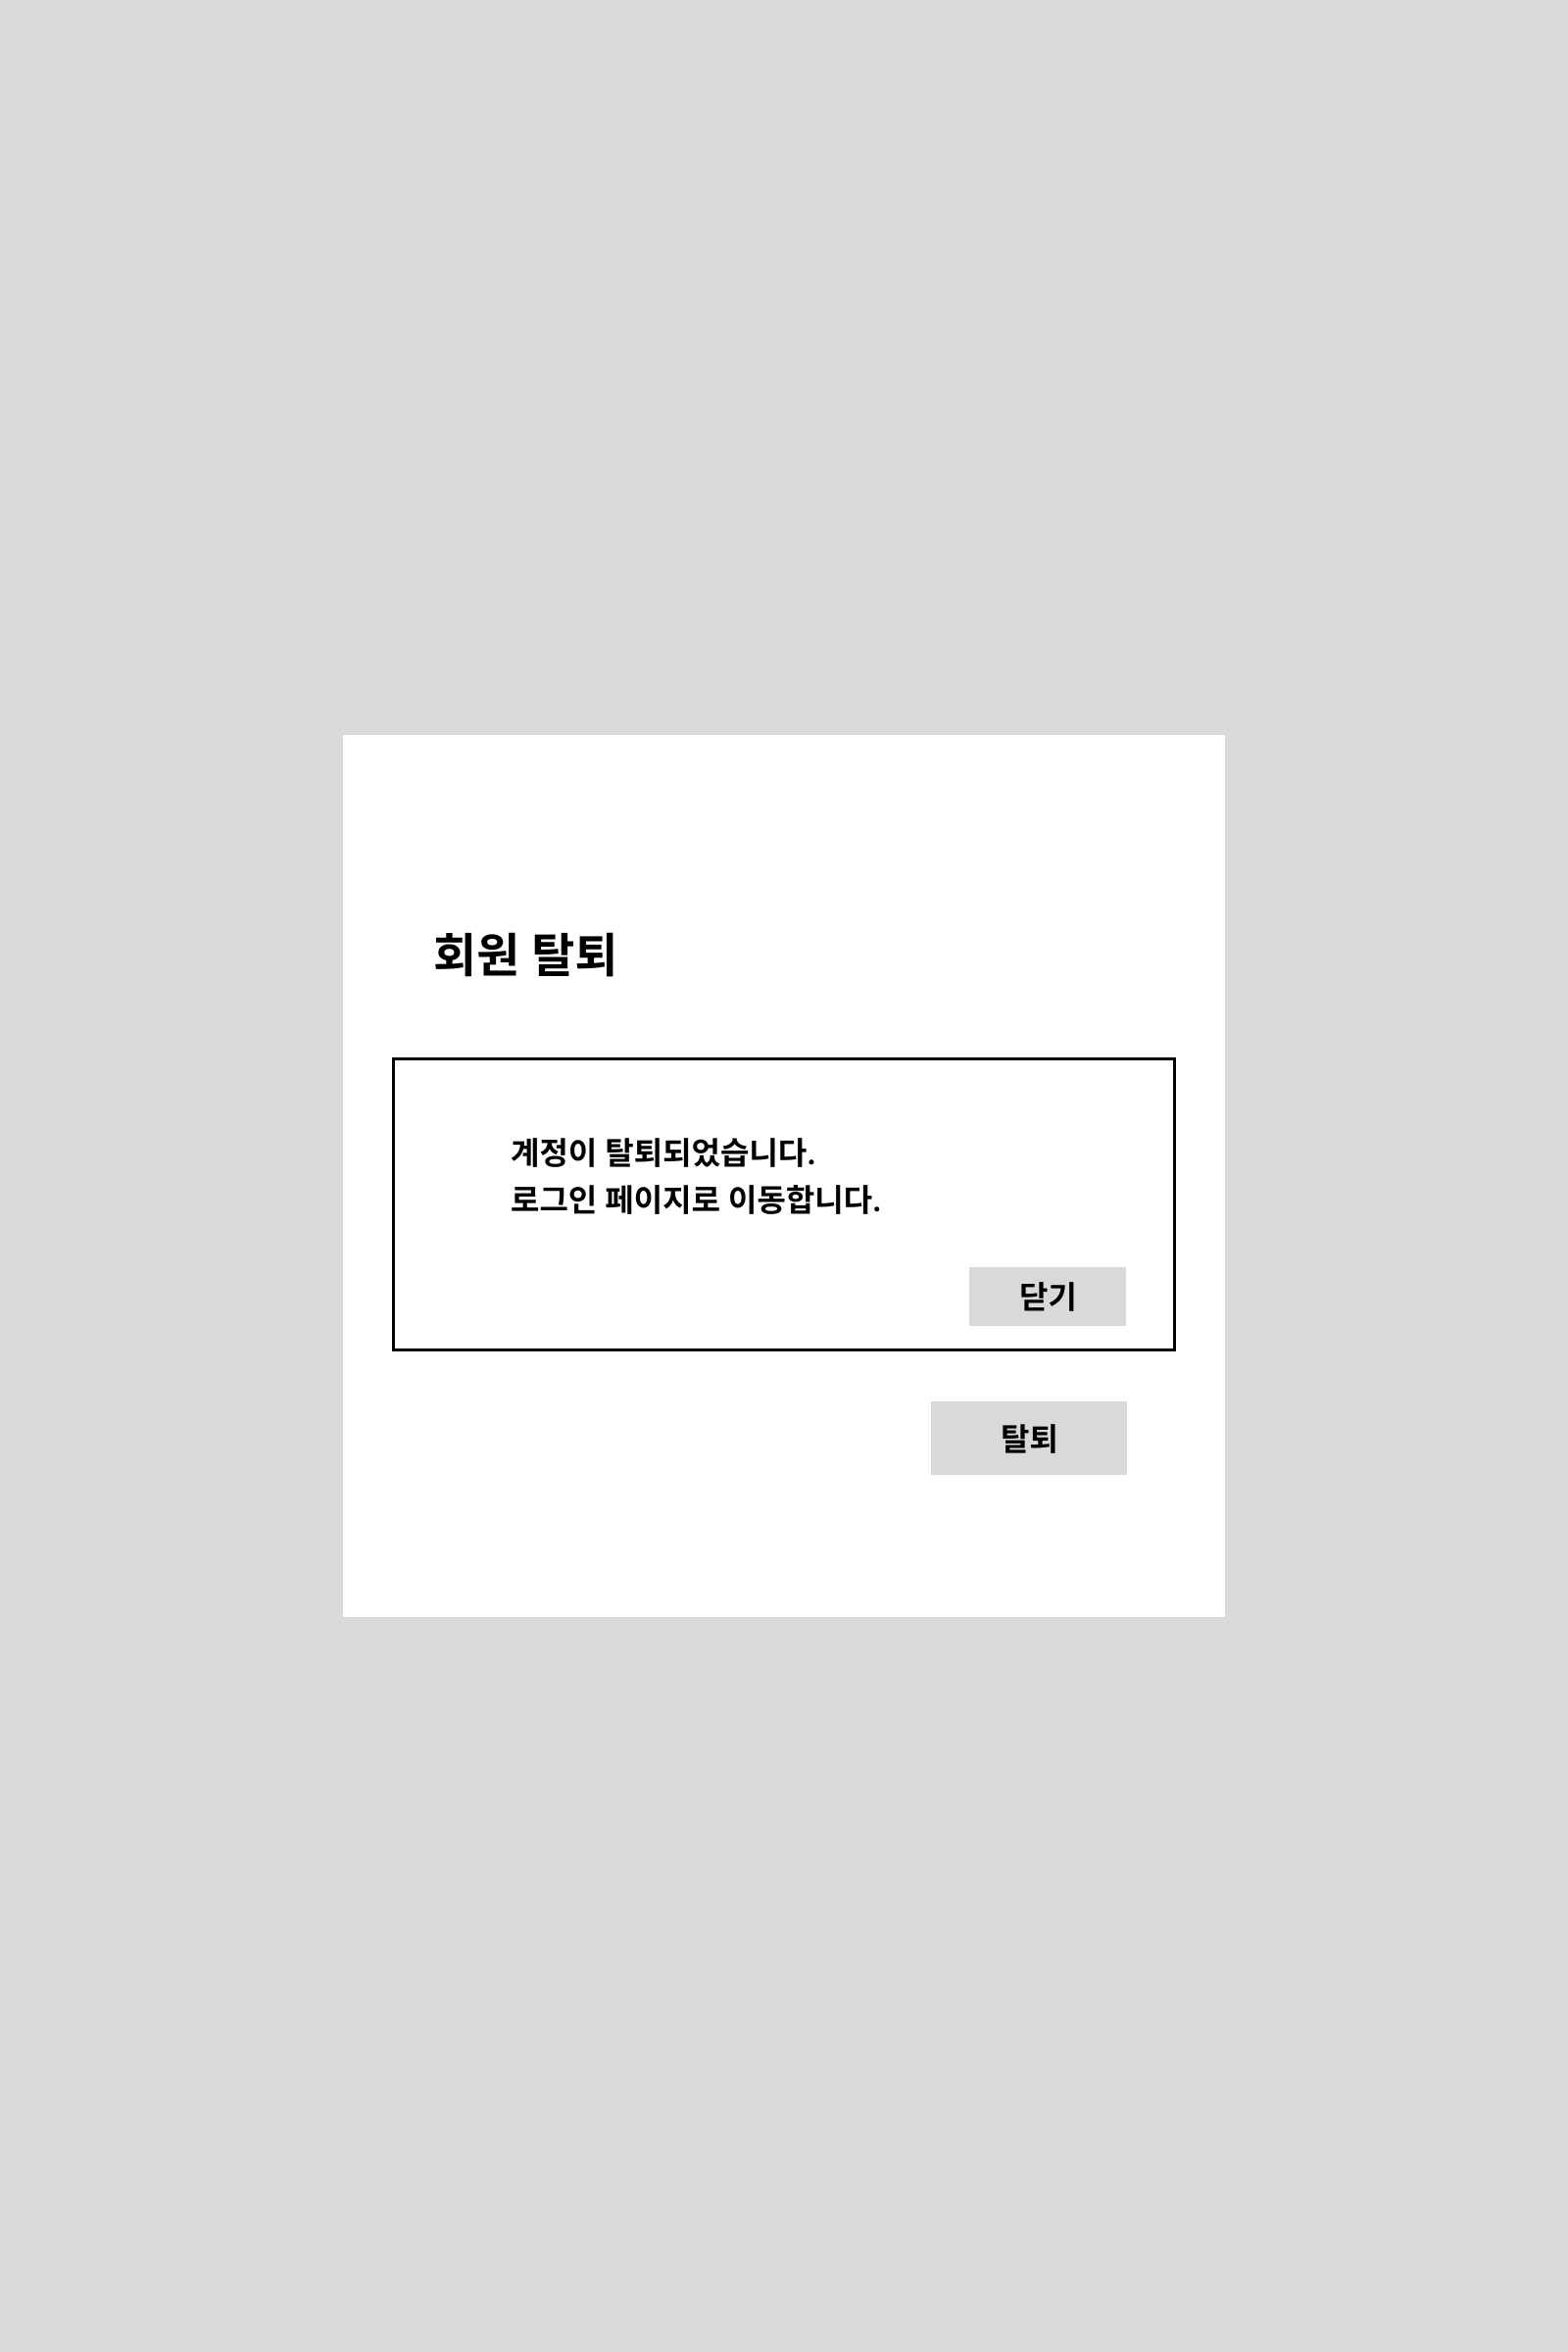 회원 탈퇴
계정이 탈퇴되었습니다.
로그인 페이지로 이동합니다.
닫기
탈퇴